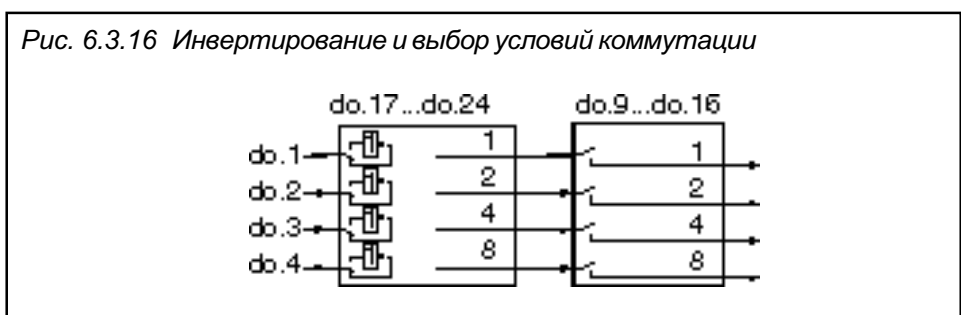 Рис. 6.3.16 Инвертирование и выбор условий коммутации
do.17...do.24 do.9...do.16
do.1 1 1
do.2 2 2
do.3 4 4
do.4 8 8